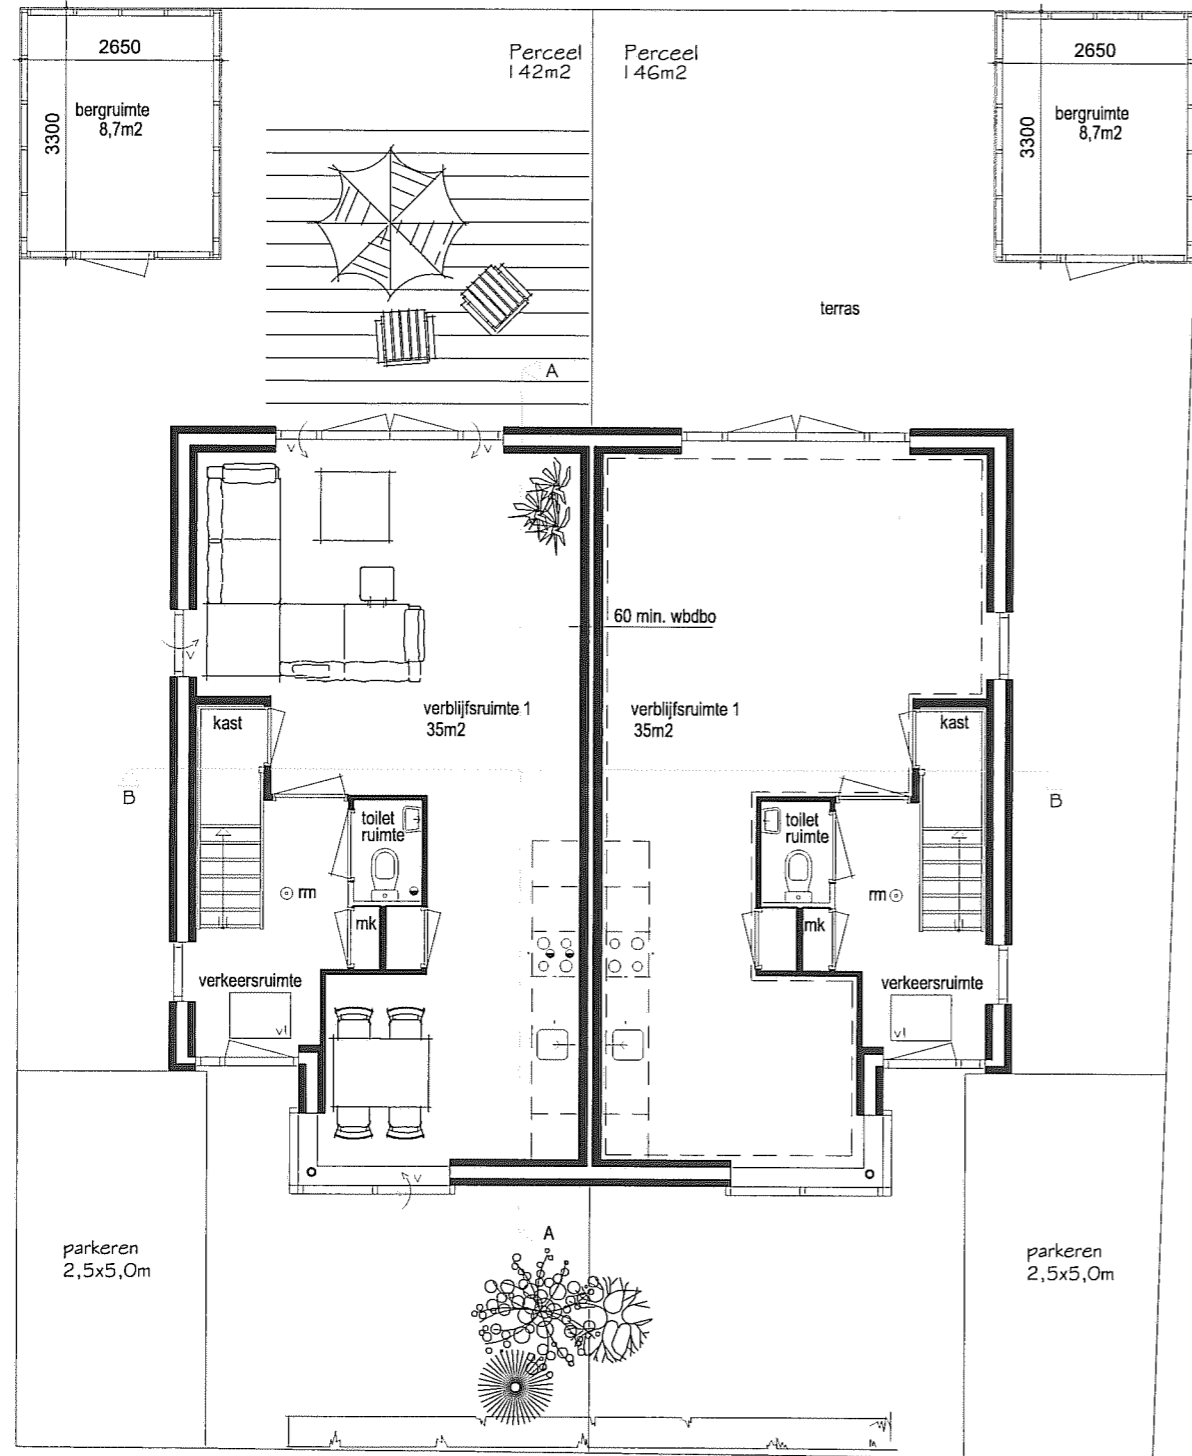 2650
Perceel
142m2
Perceel
146m2
2650
bergruimte
8,7m2
3300
bergruimte
8,7m2
3300
terras
A
v
v
60 min. wbdbo
v
verblijfsruimte 1
35m2
verblijfsruimte 1
35m2
kast
kast
B
B
toilet
ruimte
toilet
ruimte
rm
rm
mk
mk
verkeersruimte
verkeersruimte
vl
vl
v
A
parkeren
2,5x5,0m
parkeren
2,5x5,0m